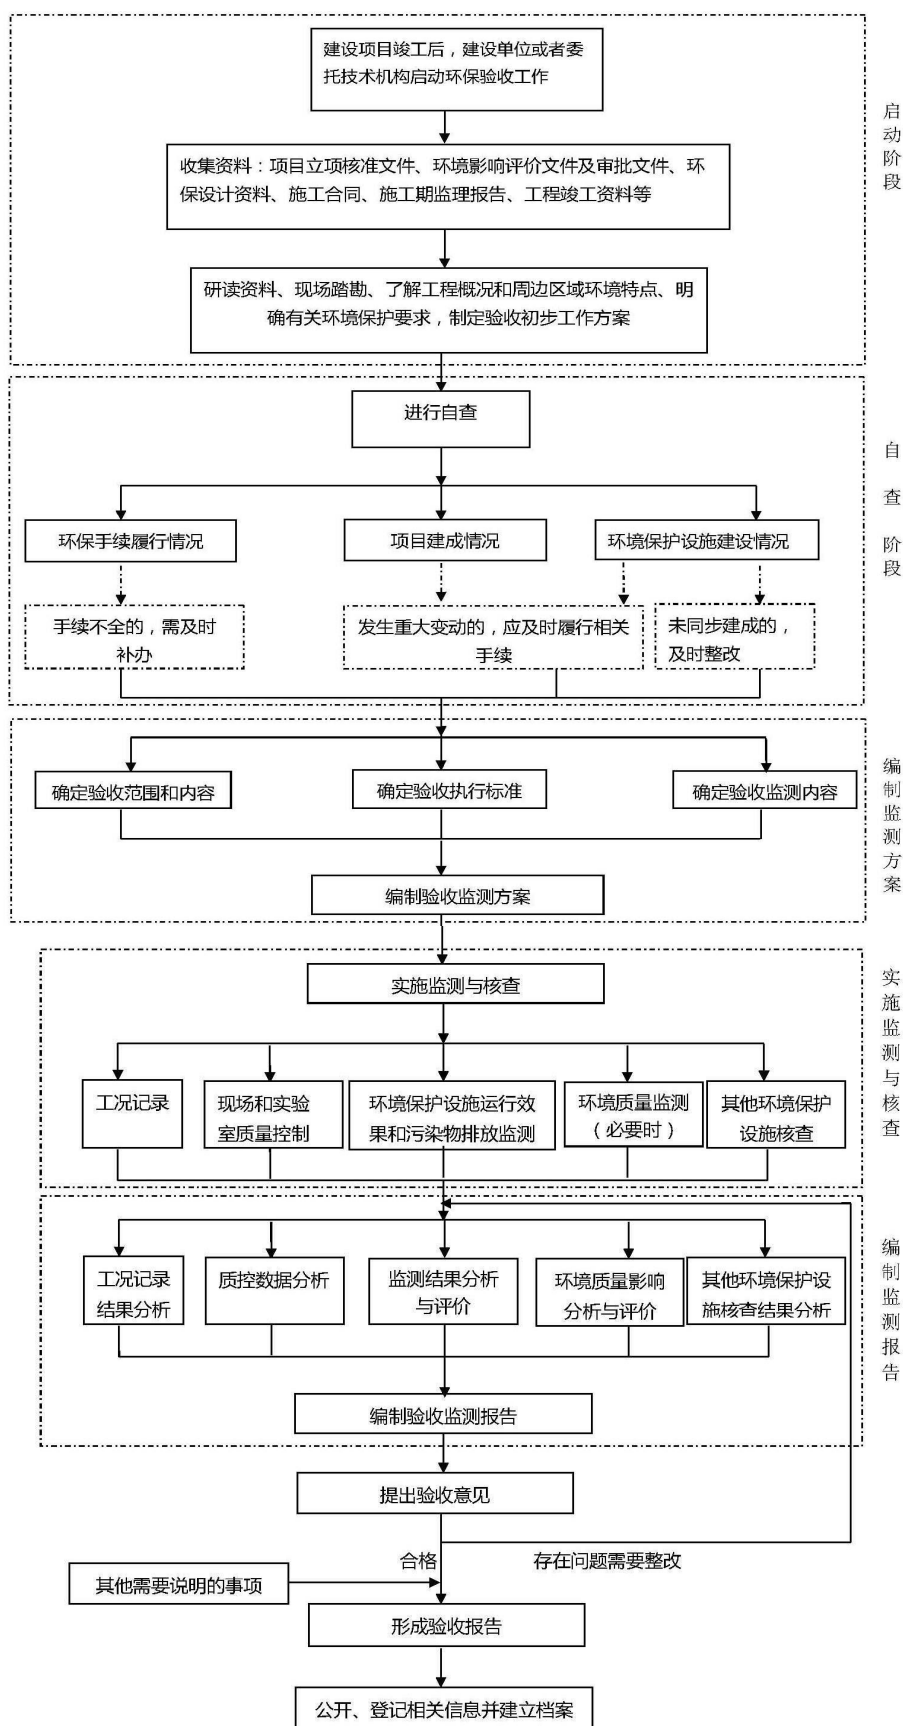 建设项目竣工后，建设单位或者委
托技术机构启动环保验收工作
收集资料：项目立项核准文件、环境影响评价文件及审批文件、环
保设计资料、施工合同、施工期监理报告、工程竣工资料等
研读资料、现场踏勘、了解工程概况和周边区域环境特点、明
确有关环境保护要求，制定验收初步工作方案
启动阶段
进行自查
环保手续履行情况
项目建成情况
环境保护设施建设情况
手续不全的，需及时
补办
发生重大变动的，应及时履行相关
手续
未同步建成的，
及时整改
自查阶段
确定验收范围和内容
确定验收执行标准
确定验收监测内容
编制验收监测方案
编制监测方案
实施监测与核查
工况记录
现场和实验
室质量控制
环境保护设施运行效
果和污染物排放监测
环境质量监测
（必要时）
其他环境保护
设施核查
实施监测与核查
工况记录
结果分析
质控数据分析
监测结果分析
与评价
环境质量影响
分析与评价
其他环境保护设
施核查结果分析
编制验收监测报告
编制监测报告
提出验收意见
合格
存在问题需要整改
其他需要说明的事项
形成验收报告
公开、登记相关信息并建立档案